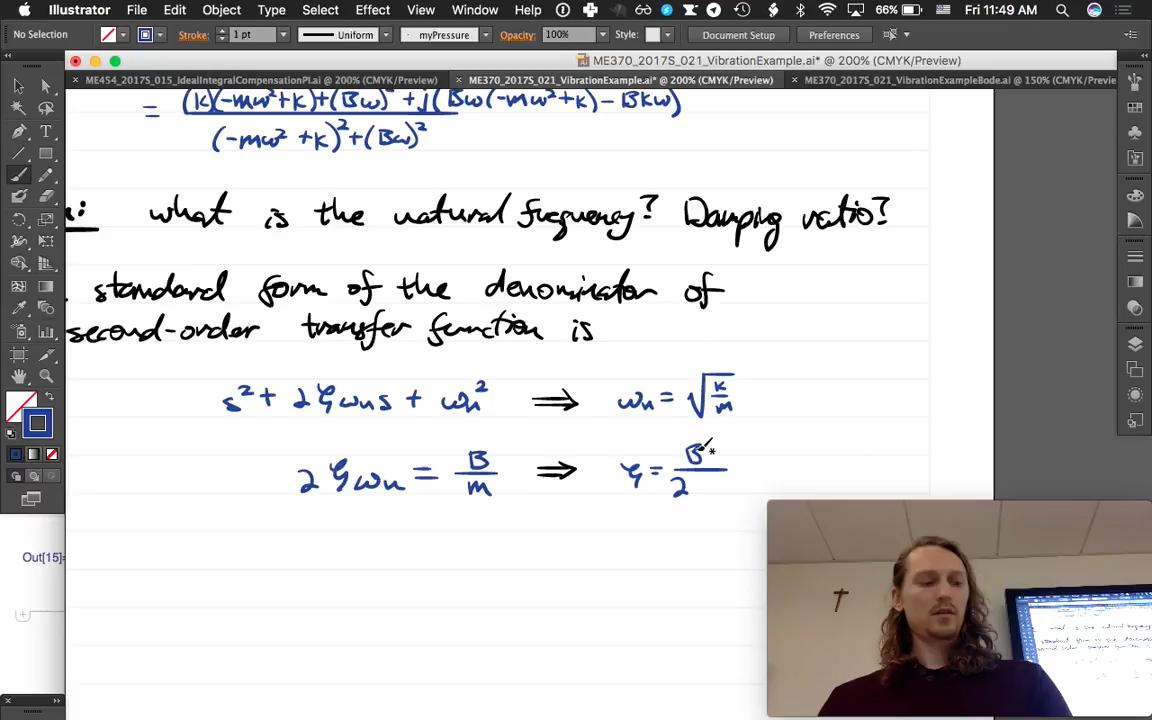 Illustrator File Edit Object Type Select Effect View Window Help 66% Fri 11:49 AM
No Selection Stroke: 1 pt Uniform myPressure Opacity: 100% Style: Document Setup Preferences
ME370_2017S_021_VibrationExample.ai* @ 200% (CMYK/Preview)
ME454_2017S_015_IdealIntegralCompensationPI.ai @ 200% (CMYK/Preview) ME370_2017S_021_VibrationExample.ai* @ 200% (CMYK/Preview) ME370_2017S_021_VibrationExampleBode.ai @ 150% (CMYK/Preview)
= (k)(-mω²+k)+(Bω)² + j(Bω(-mω²+k) - Bkω)
(-mω² +k)² + (Bω)²
what is the natural frequency? Damping ratio?
standard form of the denominator of
second-order transfer function is
s² + 2ζωns + ωn² ⟹ ωn = √k/m
2ζωn = B/m ⟹ ζ = B/2
Out[15]=